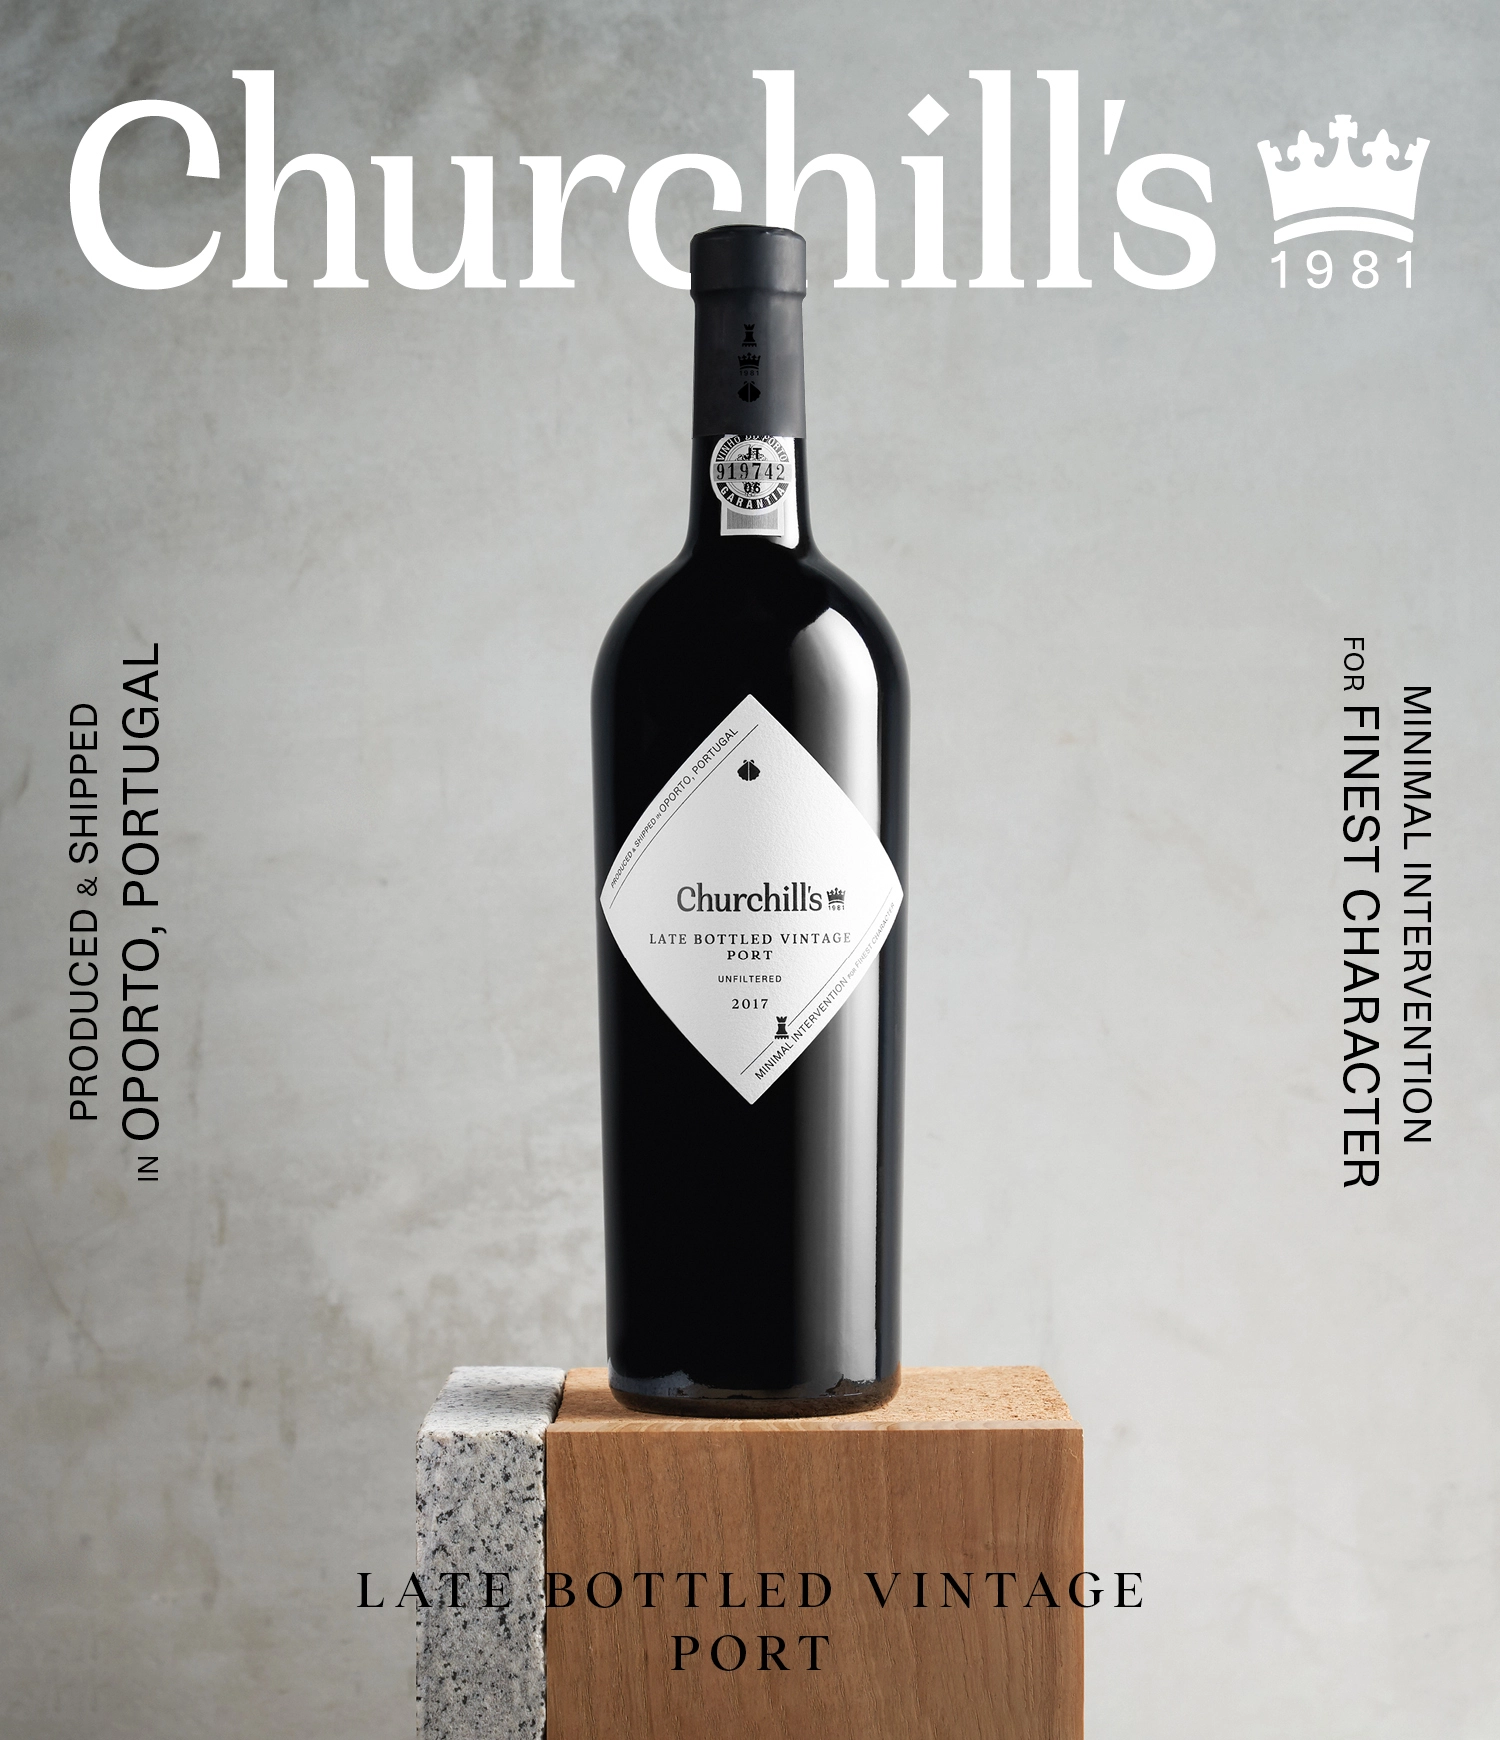 Churchill's
1981
1981
VINHO DO PORTO
JT
919742
06
GARANTIA
PRODUCED & SHIPPED
IN OPORTO, PORTUGAL
MINIMAL INTERVENTION
FOR FINEST CHARACTER
PRODUCED & SHIPPED IN OPORTO, PORTUGAL
Churchill's
1981
LATE BOTTLED VINTAGE
PORT
UNFILTERED
2017
MINIMAL INTERVENTION FOR FINEST CHARACTER
LATE BOTTLED VINTAGE
PORT